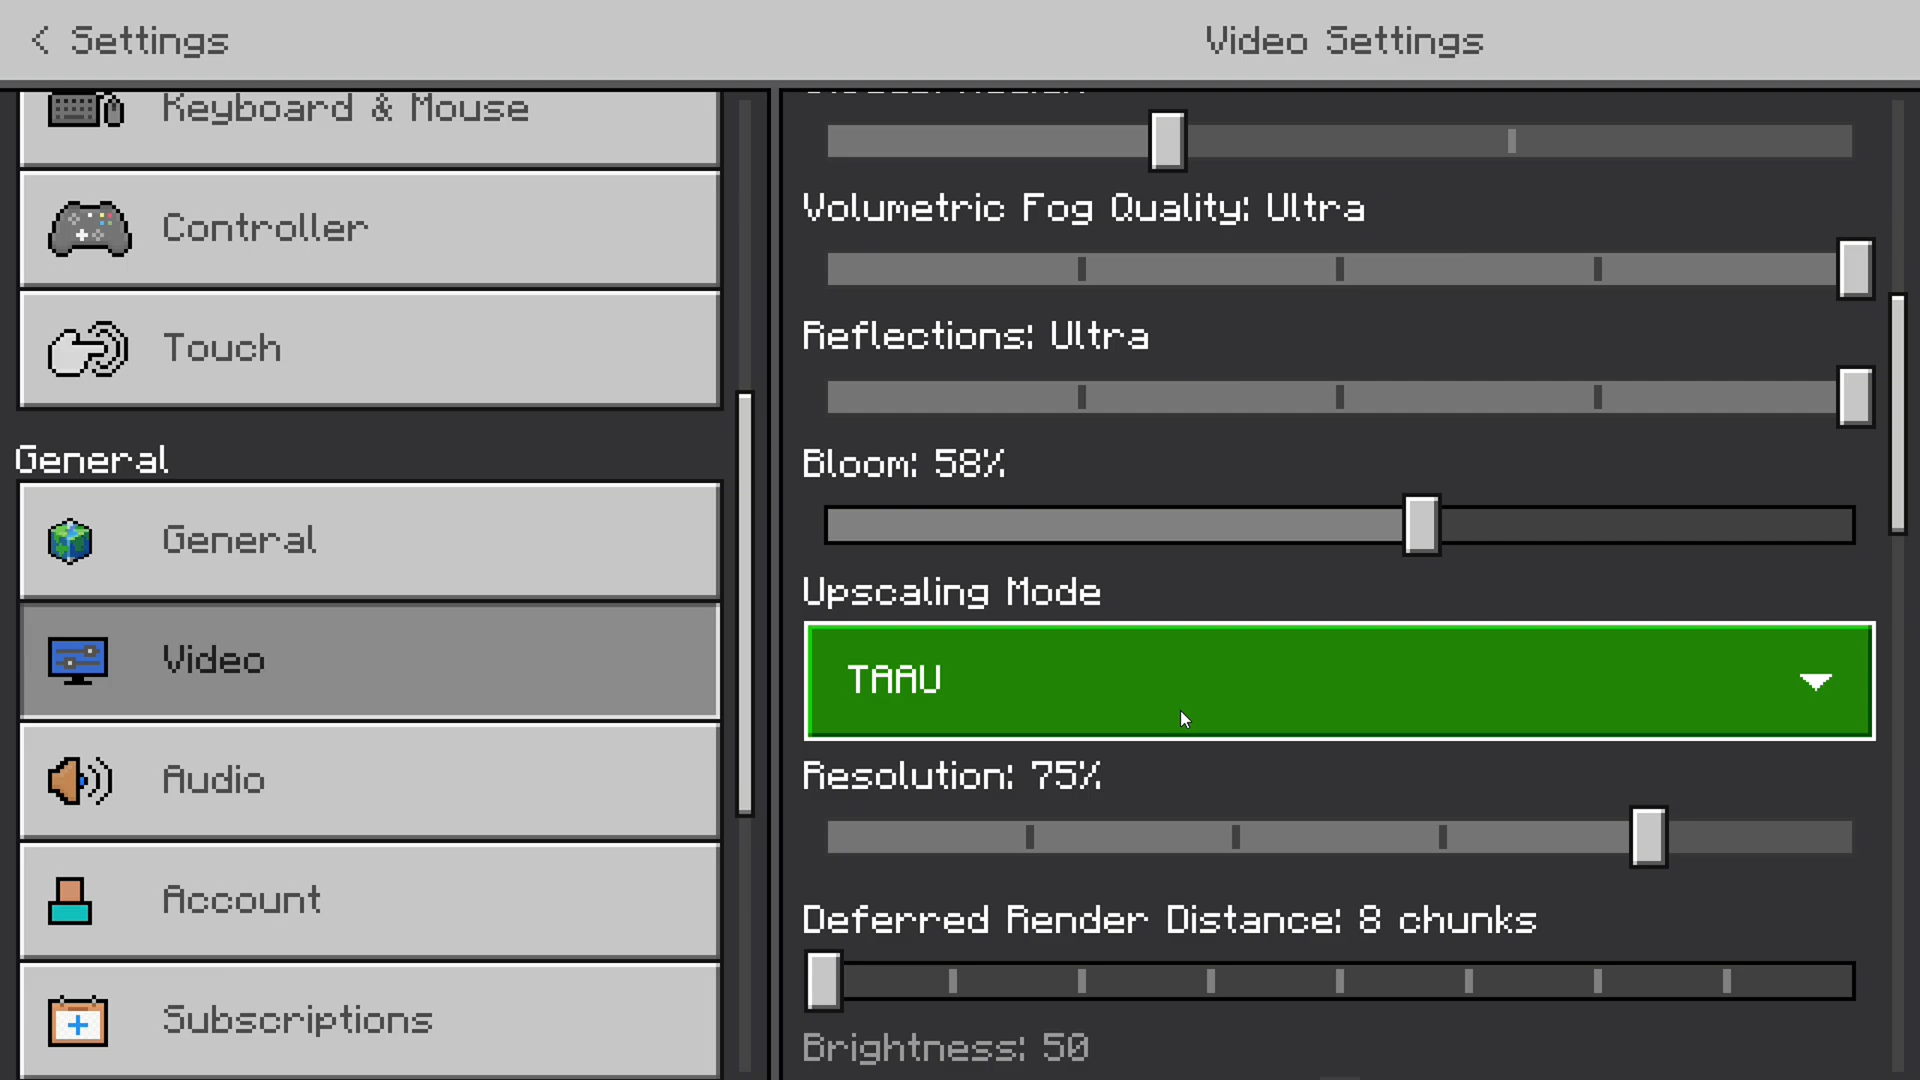 Settings
Video Settings
Keyboard & Mouse
Controller
Touch
General
General
Video
Audio
Account
Subscriptions
Volumetric Fog Quality: Ultra
Reflections: Ultra
Bloom: 58%
Upscaling Mode
TAAU
Resolution: 75%
Deferred Render Distance: 8 chunks
Brightness: 50